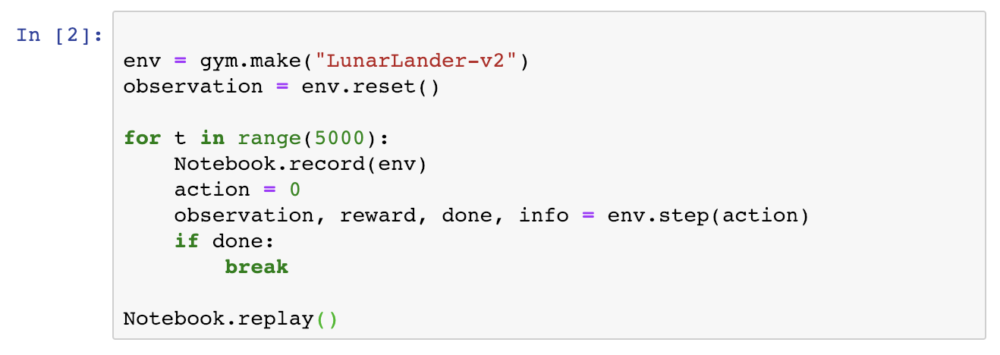 In [2]:
env = gym.make("LunarLander-v2")
observation = env.reset()
for t in range(5000):
    Notebook.record(env)
    action = 0
    observation, reward, done, info = env.step(action)
    if done:
        break
Notebook.replay()